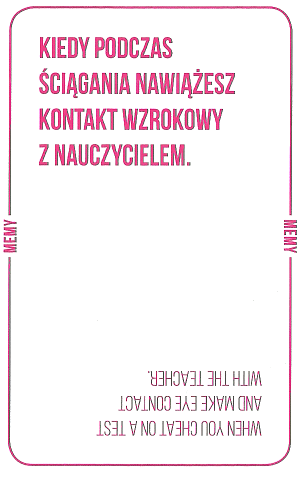 KIEDY PODCZAS
ŚCIĄGANIA NAWIĄŻESZ
KONTAKT WZROKOWY
Z NAUCZYCIELEM.
MEMY
MEMY
WHEN YOU CHEAT ON A TEST
AND MAKE EYE CONTACT
WITH THE TEACHER.